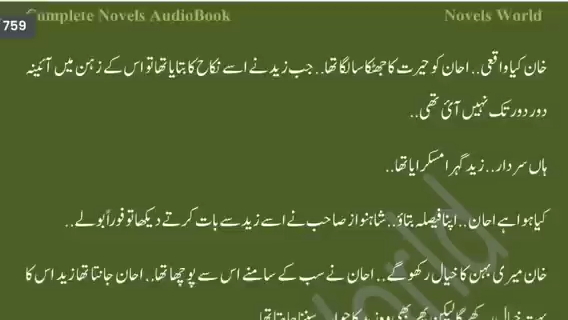 Complete Novels AudioBook Novels World
759
خان کیا واقعی.. احان کو حیرت کا جھٹکا سا لگا تھا.. جب زید نے اسے نکاح کا بتایا تھا تو اس کے زہن میں آئینہ
دور دور تک نہیں آئ تھی..
ہاں سردار.. زید گہرا مسکرایا تھا..
کیا ہوا ہے احان.. اپنا فیصلہ بتاؤ.. شاہنواز صاحب نے اسے زید سے بات کرتے دیکھا تو فوراً بولے..
خان میری بہن کا خیال رکھو گے.. احان نے سب کے سامنے اس سے پوچھا تھا.. احان جانتا تھا زید اس کا